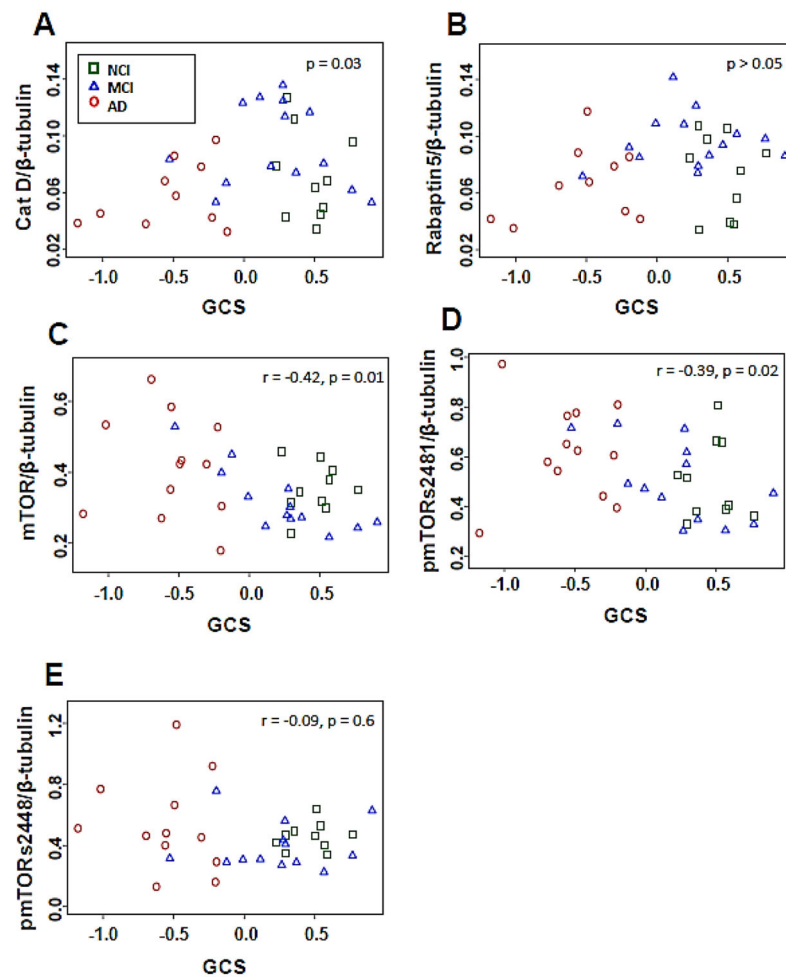 A
Cat D/β-tubulin
0.14
0.10
0.06
0.02
NCI
MCI
AD
p = 0.03
-1.0
-0.5
0.0
0.5
GCS
B
Rabaptin5/β-tubulin
0.14
0.10
0.06
0.02
p > 0.05
-1.0
-0.5
0.0
0.5
GCS
C
mTOR/β-tubulin
0.6
0.4
0.2
r = -0.42, p = 0.01
-1.0
-0.5
0.0
0.5
GCS
D
pmTORs2481/β-tubulin
1.0
0.8
0.6
0.4
0.2
r = -0.39, p = 0.02
-1.0
-0.5
0.0
0.5
GCS
E
pmTORs2448/β-tubulin
1.2
0.8
0.4
0.0
r = -0.09, p = 0.6
-1.0
-0.5
0.0
0.5
GCS